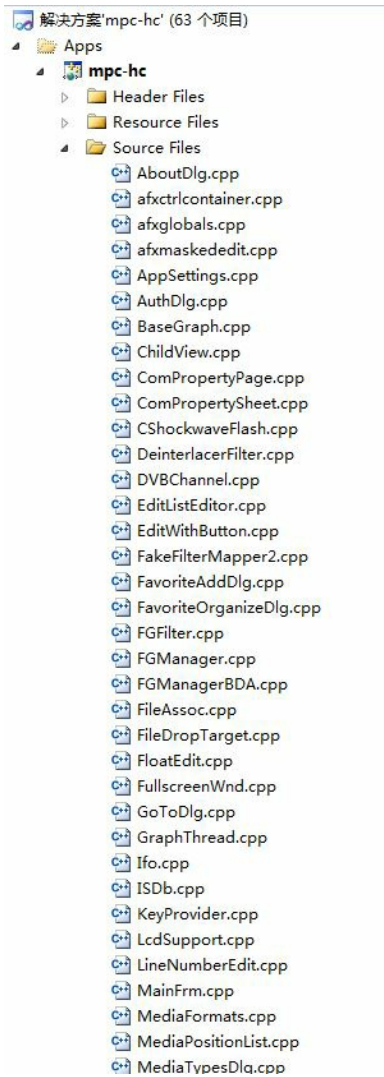 解决方案'mpc-hc' (63 个项目)
Apps
mpc-hc
Header Files
Resource Files
Source Files
AboutDlg.cpp
afxctrlcontainer.cpp
afxglobals.cpp
afxmaskededit.cpp
AppSettings.cpp
AuthDlg.cpp
BaseGraph.cpp
ChildView.cpp
ComPropertyPage.cpp
ComPropertySheet.cpp
CShockwaveFlash.cpp
DeinterlacerFilter.cpp
DVBChannel.cpp
EditListEditor.cpp
EditWithButton.cpp
FakeFilterMapper2.cpp
FavoriteAddDlg.cpp
FavoriteOrganizeDlg.cpp
FGFilter.cpp
FGManager.cpp
FGManagerBDA.cpp
FileAssoc.cpp
FileDropTarget.cpp
FloatEdit.cpp
FullscreenWnd.cpp
GoToDlg.cpp
GraphThread.cpp
Ifo.cpp
ISDb.cpp
KeyProvider.cpp
LcdSupport.cpp
LineNumberEdit.cpp
MainFrm.cpp
MediaFormats.cpp
MediaPositionList.cpp
MediaTypesDlg.cpp